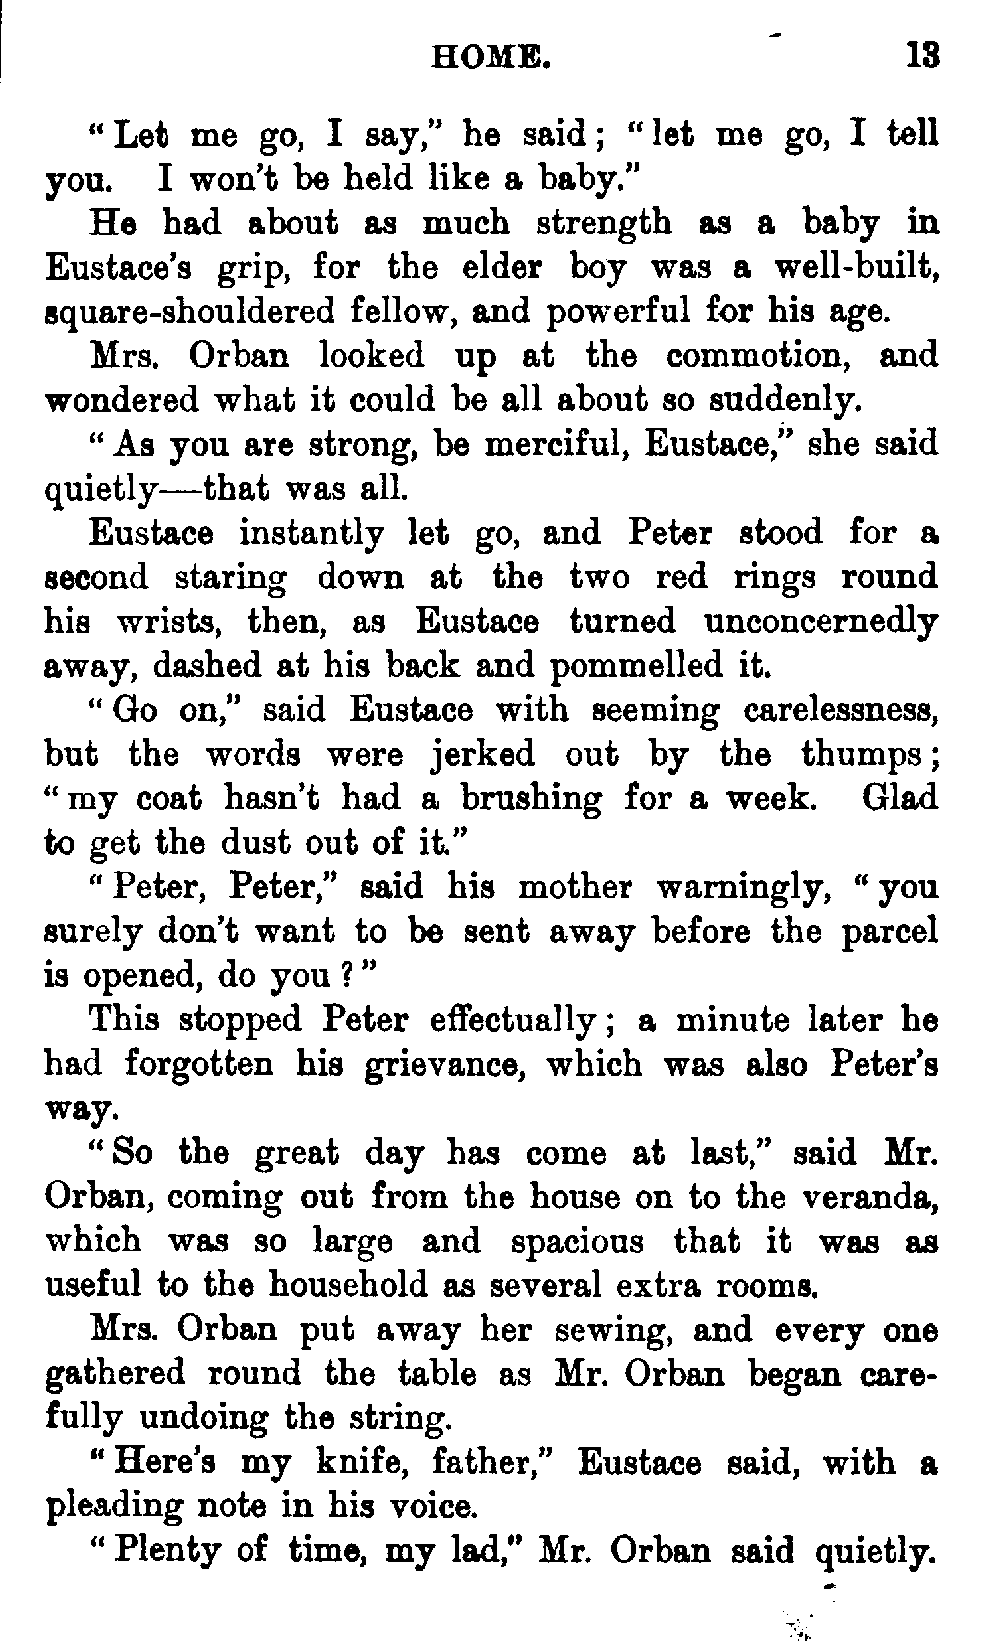 HOME. 13
" Let me go, I say," he said ; " let me go, I tell
you. I won't be held like a baby."
He had about as much strength as a baby in
Eustace's grip, for the elder boy was a well-built,
square-shouldered fellow, and powerful for his age.
Mrs. Orban looked up at the commotion, and
wondered what it could be all about so suddenly.
" As you are strong, be merciful, Eustace," she said
quietly—that was all.
Eustace instantly let go, and Peter stood for a
second staring down at the two red rings round
his wrists, then, as Eustace turned unconcernedly
away, dashed at his back and pommelled it.
" Go on," said Eustace with seeming carelessness,
but the words were jerked out by the thumps ;
" my coat hasn't had a brushing for a week. Glad
to get the dust out of it."
" Peter, Peter," said his mother warningly, " you
surely don't want to be sent away before the parcel
is opened, do you ? "
This stopped Peter effectually ; a minute later he
had forgotten his grievance, which was also Peter's
way.
" So the great day has come at last," said Mr.
Orban, coming out from the house on to the veranda,
which was so large and spacious that it was as
useful to the household as several extra rooms.
Mrs. Orban put away her sewing, and every one
gathered round the table as Mr. Orban began care-
fully undoing the string.
" Here's my knife, father," Eustace said, with a
pleading note in his voice.
" Plenty of time, my lad," Mr. Orban said quietly.